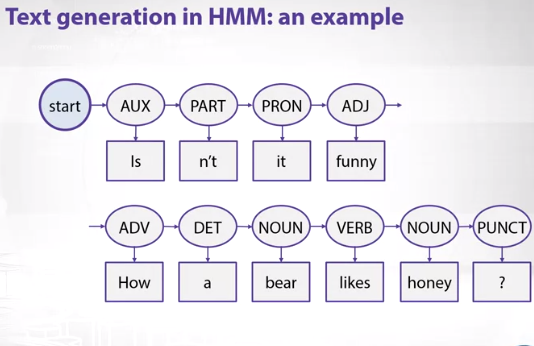 Text generation in HMM: an example
start AUX PART PRON ADJ
Is n't it funny
ADV DET NOUN VERB NOUN PUNCT
How a bear likes honey ?